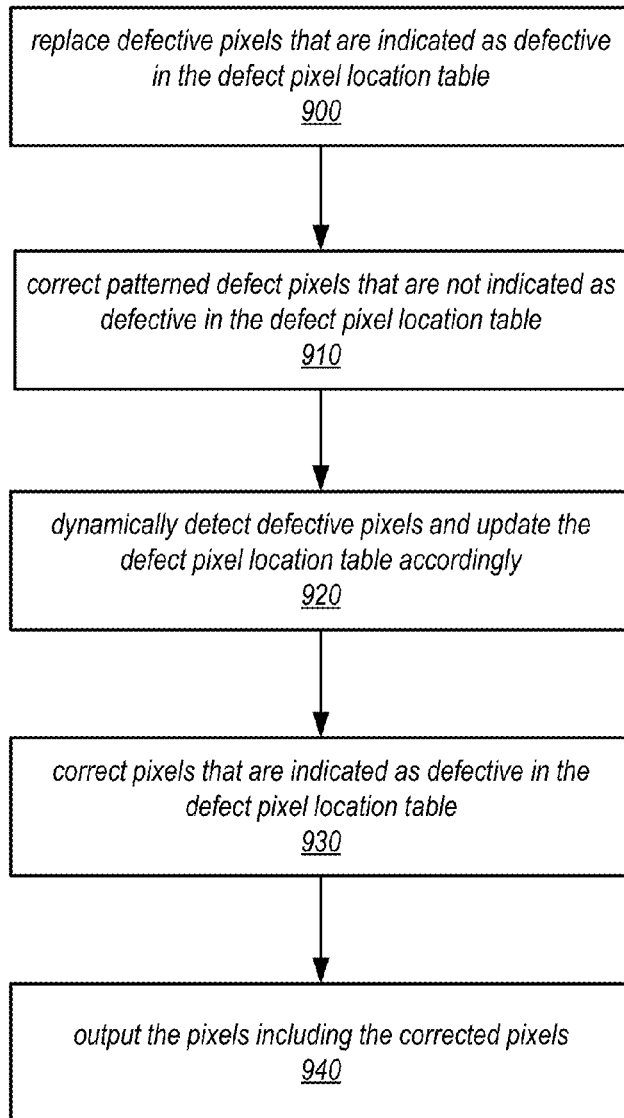 replace defective pixels that are indicated as defective
in the defect pixel location table
900
correct patterned defect pixels that are not indicated as
defective in the defect pixel location table
910
dynamically detect defective pixels and update the
defect pixel location table accordingly
920
correct pixels that are indicated as defective in the
defect pixel location table
930
output the pixels including the corrected pixels
940